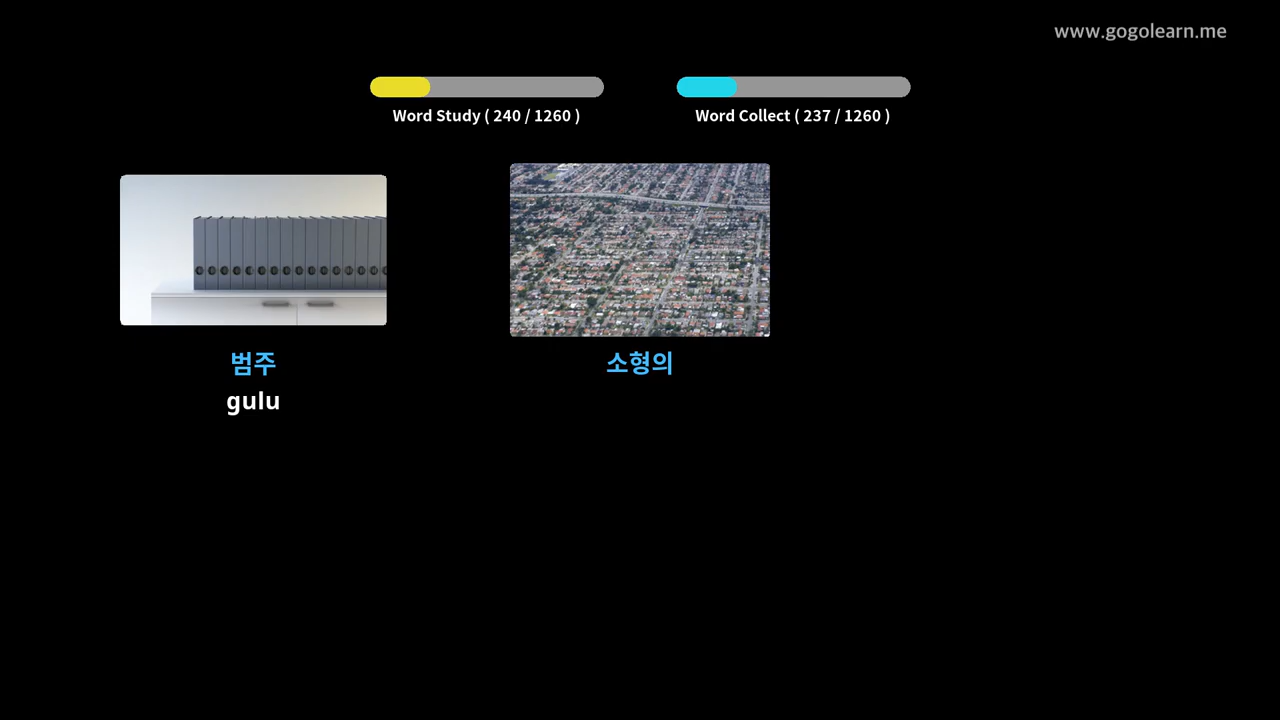 www.gogolearn.me
Word Study ( 240 / 1260 )
Word Collect ( 237 / 1260 )
범주
gulu
소형의